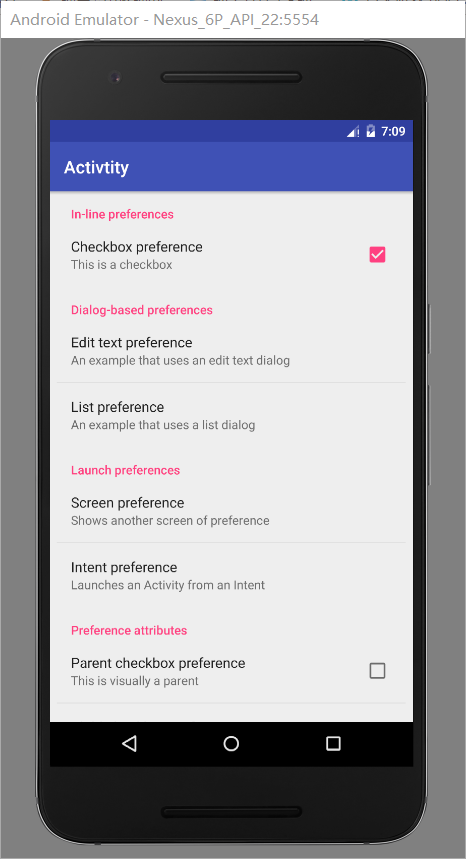 Android Emulator - Nexus_6P_API_22:5554
7:09
Activtity
In-line preferences
Checkbox preference
This is a checkbox
Dialog-based preferences
Edit text preference
An example that uses an edit text dialog
List preference
An example that uses a list dialog
Launch preferences
Screen preference
Shows another screen of preference
Intent preference
Launches an Activity from an Intent
Preference attributes
Parent checkbox preference
This is visually a parent